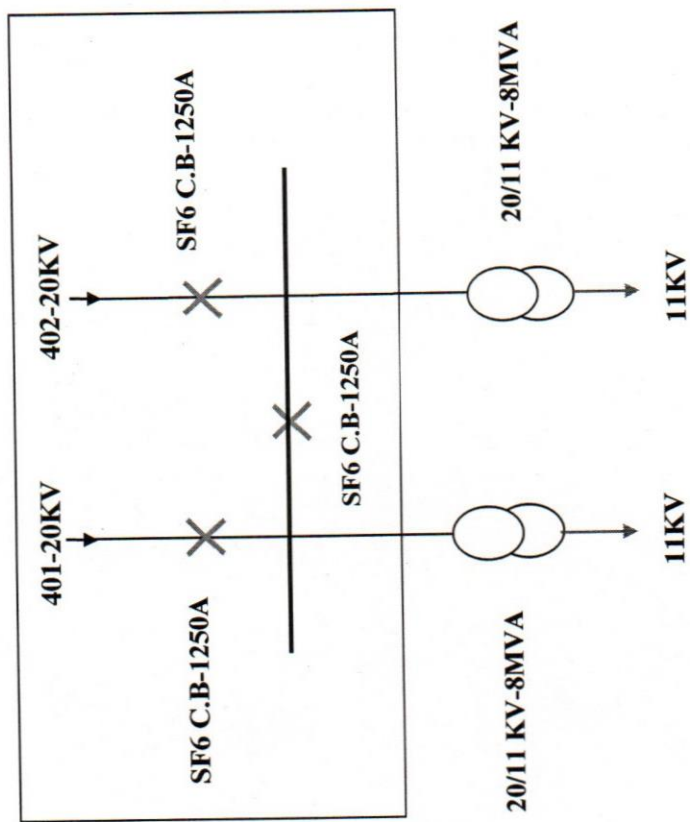 401-20KV
402-20KV
SF6 C.B-1250A
SF6 C.B-1250A
SF6 C.B-1250A
20/11 KV-8MVA
20/11 KV-8MVA
11KV
11KV